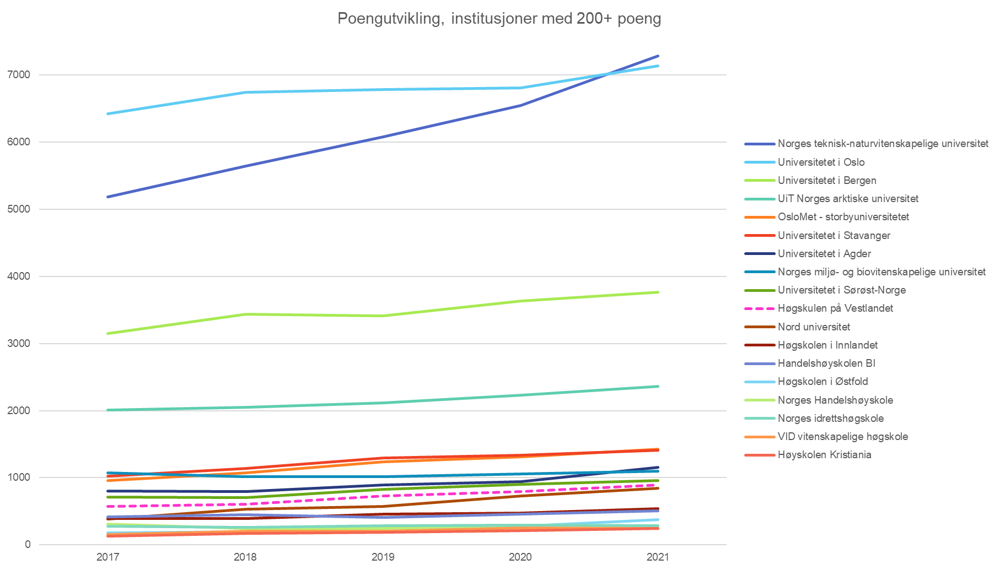 Poengutvikling, institusjoner med 200+ poeng
7000
6000
5000
4000
3000
2000
1000
0
2017
2018
2019
2020
2021
Norges teknisk-naturvitenskapelige universitet
Universitetet i Oslo
Universitetet i Bergen
UiT Norges arktiske universitet
OsloMet - storbyuniversitetet
Universitetet i Stavanger
Universitetet i Agder
Norges miljø- og biovitenskapelige universitet
Universitetet i Sørøst-Norge
Høgskulen på Vestlandet
Nord universitet
Høgskolen i Innlandet
Handelshøyskolen BI
Høgskolen i Østfold
Norges Handelshøyskole
Norges idrettshøgskole
VID vitenskapelige høgskole
Høyskolen Kristiania